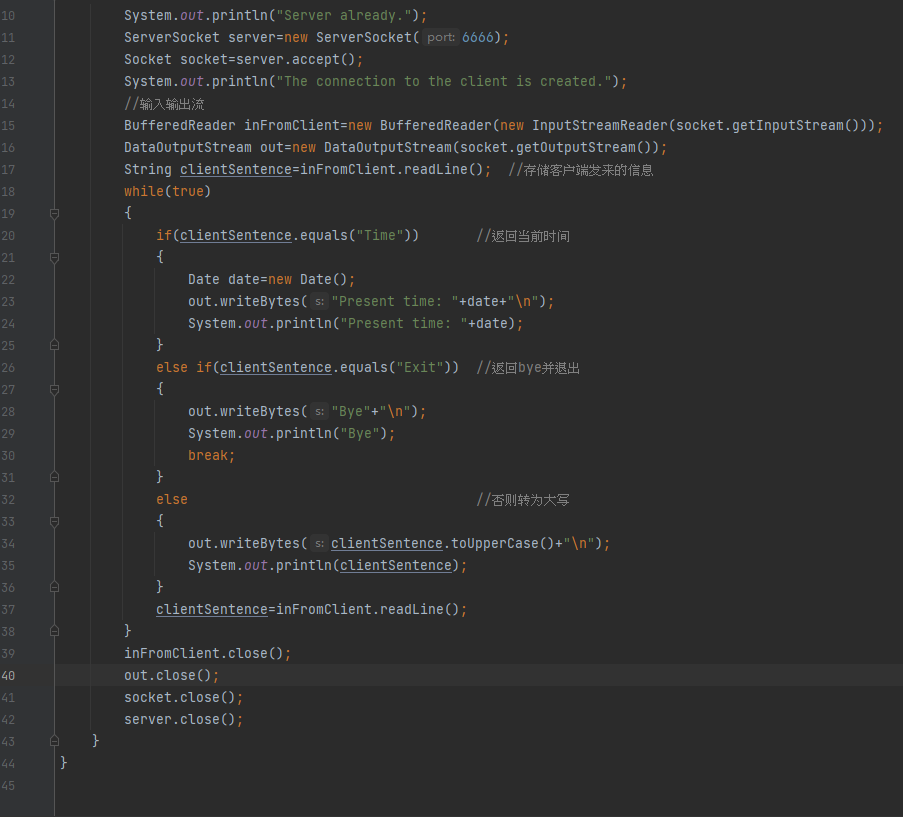 10 System.out.println("Server already.");
11 ServerSocket server=new ServerSocket( port: 6666);
12 Socket socket=server.accept();
13 System.out.println("The connection to the client is created.");
14 //输入输出流
15 BufferedReader inFromClient=new BufferedReader(new InputStreamReader(socket.getInputStream()));
16 DataOutputStream out=new DataOutputStream(socket.getOutputStream());
17 String clientSentence=inFromClient.readLine(); //存储客户端发来的信息
18 while(true)
19 {
20 if(clientSentence.equals("Time")) //返回当前时间
21 {
22 Date date=new Date();
23 out.writeBytes( s: "Present time: "+date+"\n");
24 System.out.println("Present time: "+date);
25 }
26 else if(clientSentence.equals("Exit")) //返回bye并退出
27 {
28 out.writeBytes( s: "Bye"+"\n");
29 System.out.println("Bye");
30 break;
31 }
32 else //否则转为大写
33 {
34 out.writeBytes( s: clientSentence.toUpperCase()+"\n");
35 System.out.println(clientSentence);
36 }
37 clientSentence=inFromClient.readLine();
38 }
39 inFromClient.close();
40 out.close();
41 socket.close();
42 server.close();
43 }
44 }
45